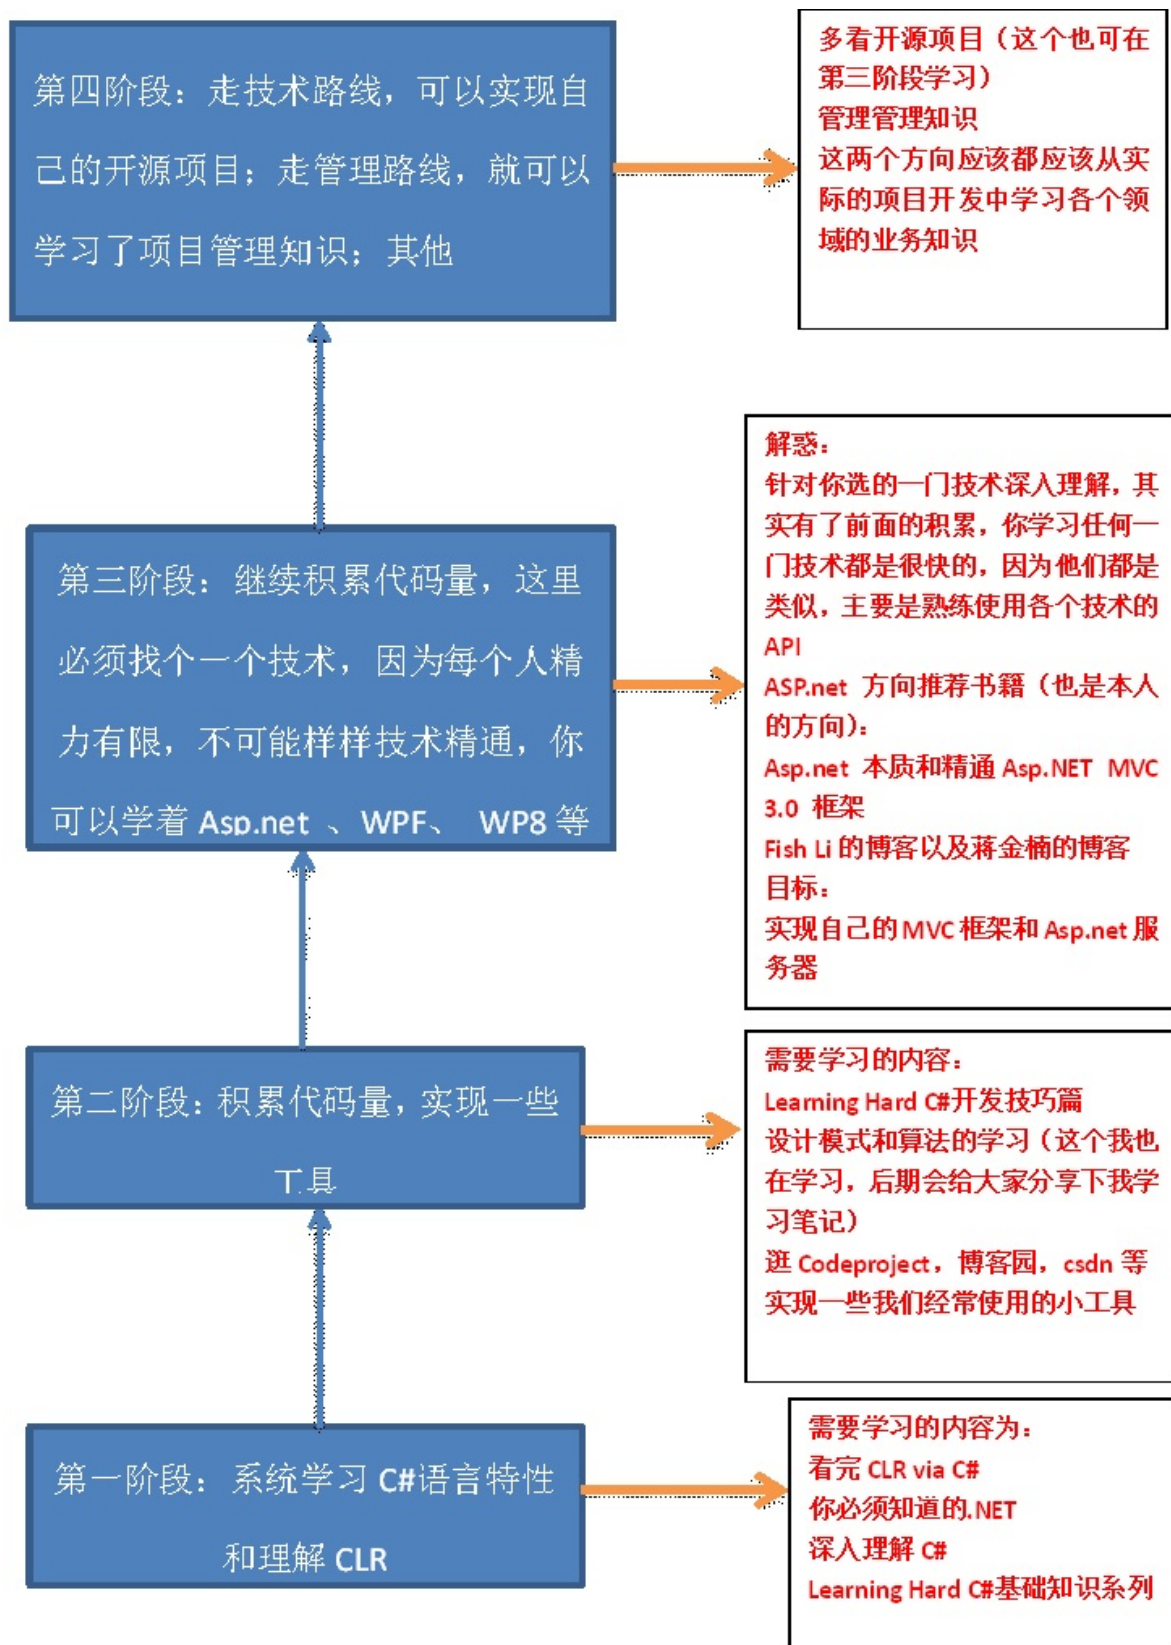 第四阶段：走技术路线，可以实现自
己的开源项目；走管理路线，就可以
学习了项目管理知识；其他
多看开源项目（这个也可在
第三阶段学习）
管理管理知识
这两个方向应该都应该从实
际的项目开发中学习各个领
域的业务知识
第三阶段：继续积累代码量，这里
必须找个一个技术，因为每个人精
力有限，不可能样样技术精通，你
可以学着 Asp.net 、WPF、 WP8 等
解惑：
针对你选的一门技术深入理解，其
实有了前面的积累，你学习任何一
门技术都是很快的，因为他们都是
类似，主要是熟练使用各个技术的
API
ASP.net 方向推荐书籍（也是本人
的方向）：
Asp.net 本质和精通 Asp.NET MVC
3.0 框架
Fish Li 的博客以及蒋金楠的博客
目标：
实现自己的 MVC 框架和 Asp.net 服
务器
第二阶段：积累代码量，实现一些
工具
需要学习的内容：
Learning Hard C#开发技巧篇
设计模式和算法的学习（这个我也
在学习，后期会给大家分享下我学
习笔记）
逛 Codeproject，博客园，csdn 等
实现一些我们经常使用的小工具
第一阶段：系统学习 C#语言特性
和理解 CLR
需要学习的内容为：
看完 CLR via C#
你必须知道的.NET
深入理解 C#
Learning Hard C#基础知识系列